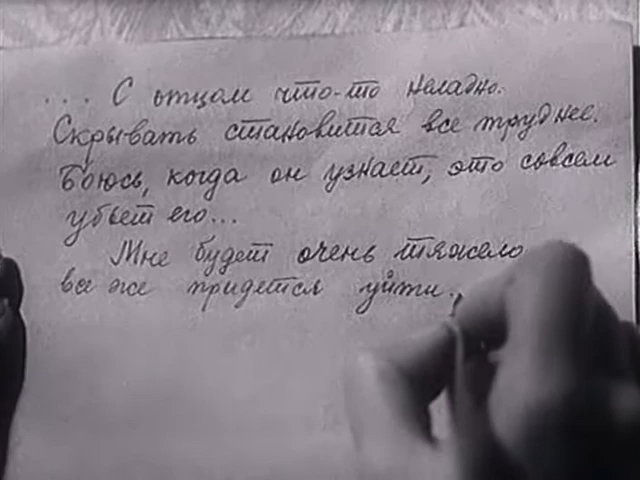 ... С отцом что-то неладно.
Скрывать становится все труднее.
Боюсь, когда он узнает, это совсем
убьет его...
Мне будет очень тяжело
все же придется уйти.